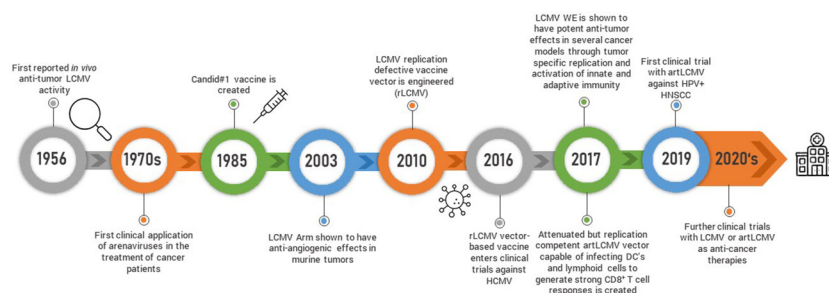 First reported in vivo
anti-tumor LCMV
activity
Candid#1 vaccine is
created
LCMV replication
defective vaccine
vector is engineered
(rLCMV)
LCMV WE is shown to
have potent anti-tumor
effects in several cancer
models through tumor
specific replication and
activation of innate and
adaptive immunity
First clinical trial
with artLCMV
against HPV+
HNSCC
1956
1970s
1985
2003
2010
2016
2017
2019
2020's
First clinical application
of arenaviruses in the
treatment of cancer
patients
LCMV Arm shown to have
anti-angiogenic effects in
murine tumors
rLCMV vector-
based vaccine
enters clinical
trials against
HCMV
Attenuated but replication
competent artLCMV vector
capable of infecting DC's
and lymphoid cells to
generate strong CD8⁺ T cell
responses is created
Further clinical trials
with LCMV or artLCMV
as anti-cancer
therapies